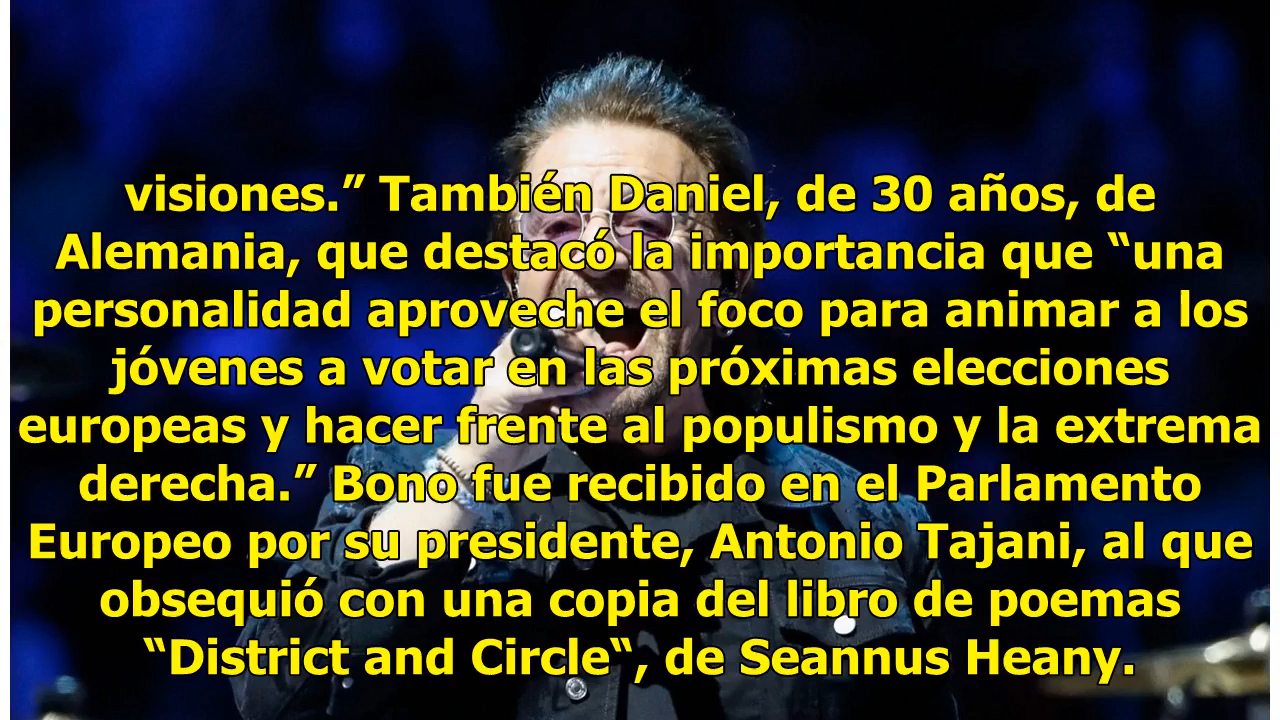 visiones.” También Daniel, de 30 años, de
Alemania, que destacó la importancia que “una
personalidad aproveche el foco para animar a los
jóvenes a votar en las próximas elecciones
europeas y hacer frente al populismo y la extrema
derecha.” Bono fue recibido en el Parlamento
Europeo por su presidente, Antonio Tajani, al que
obsequió con una copia del libro de poemas
“District and Circle“, de Seannus Heany.